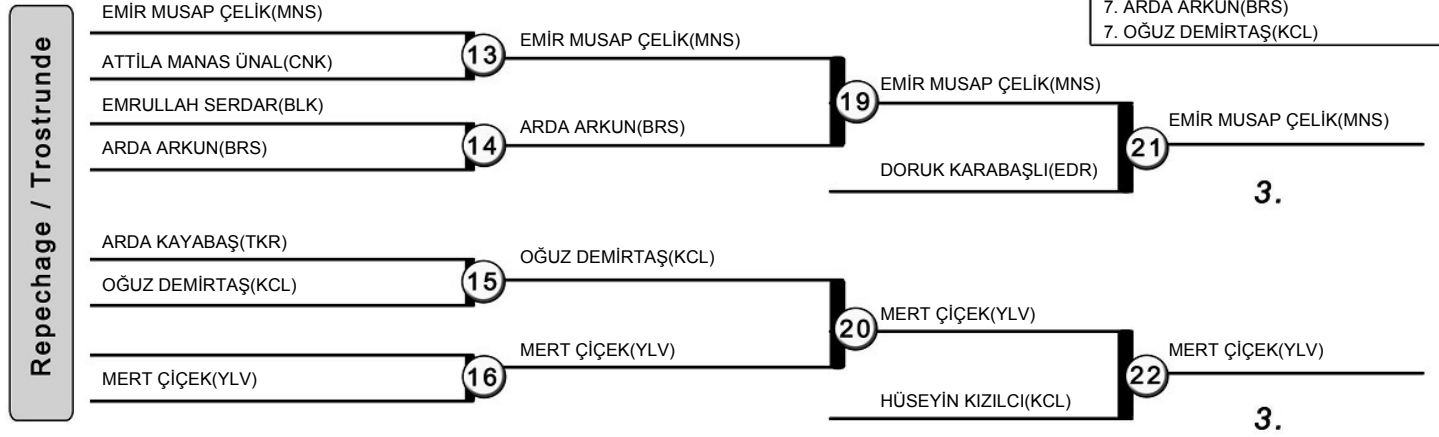 7. ARDA ARKUN(BRS)
7. OĞUZ DEMİRTAŞ(KCL)
Repechage / Trostrunde
EMİR MUSAP ÇELİK(MNS)
ATTİLA MANAS ÜNAL(CNK)
13
EMİR MUSAP ÇELİK(MNS)
EMRULLAH SERDAR(BLK)
ARDA ARKUN(BRS)
14
ARDA ARKUN(BRS)
19
EMİR MUSAP ÇELİK(MNS)
DORUK KARABAŞLI(EDR)
21
EMİR MUSAP ÇELİK(MNS)
3.
ARDA KAYABAŞ(TKR)
OĞUZ DEMİRTAŞ(KCL)
15
OĞUZ DEMİRTAŞ(KCL)
MERT ÇİÇEK(YLV)
16
MERT ÇİÇEK(YLV)
20
MERT ÇİÇEK(YLV)
HÜSEYİN KIZILCI(KCL)
22
MERT ÇİÇEK(YLV)
3.